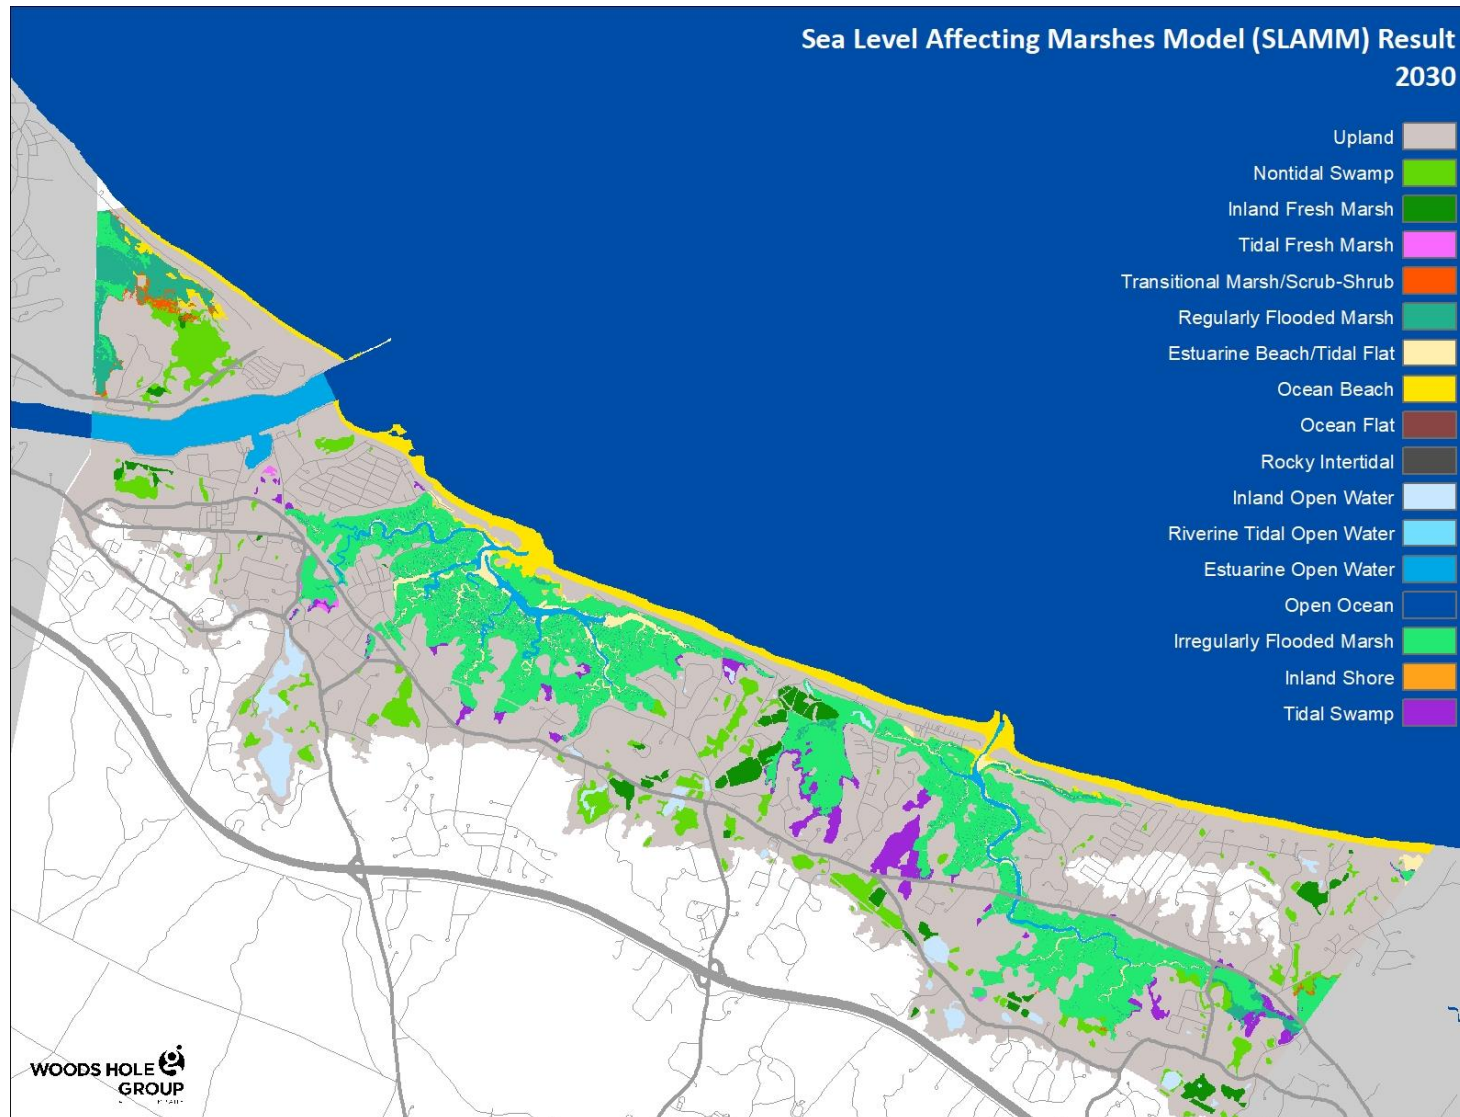 Sea Level Affecting Marshes Model (SLAMM) Result
2030
Upland
Nontidal Swamp
Inland Fresh Marsh
Tidal Fresh Marsh
Transitional Marsh/Scrub-Shrub
Regularly Flooded Marsh
Estuarine Beach/Tidal Flat
Ocean Beach
Ocean Flat
Rocky Intertidal
Inland Open Water
Riverine Tidal Open Water
Estuarine Open Water
Open Ocean
Irregularly Flooded Marsh
Inland Shore
Tidal Swamp
WOODS HOLE
GROUP